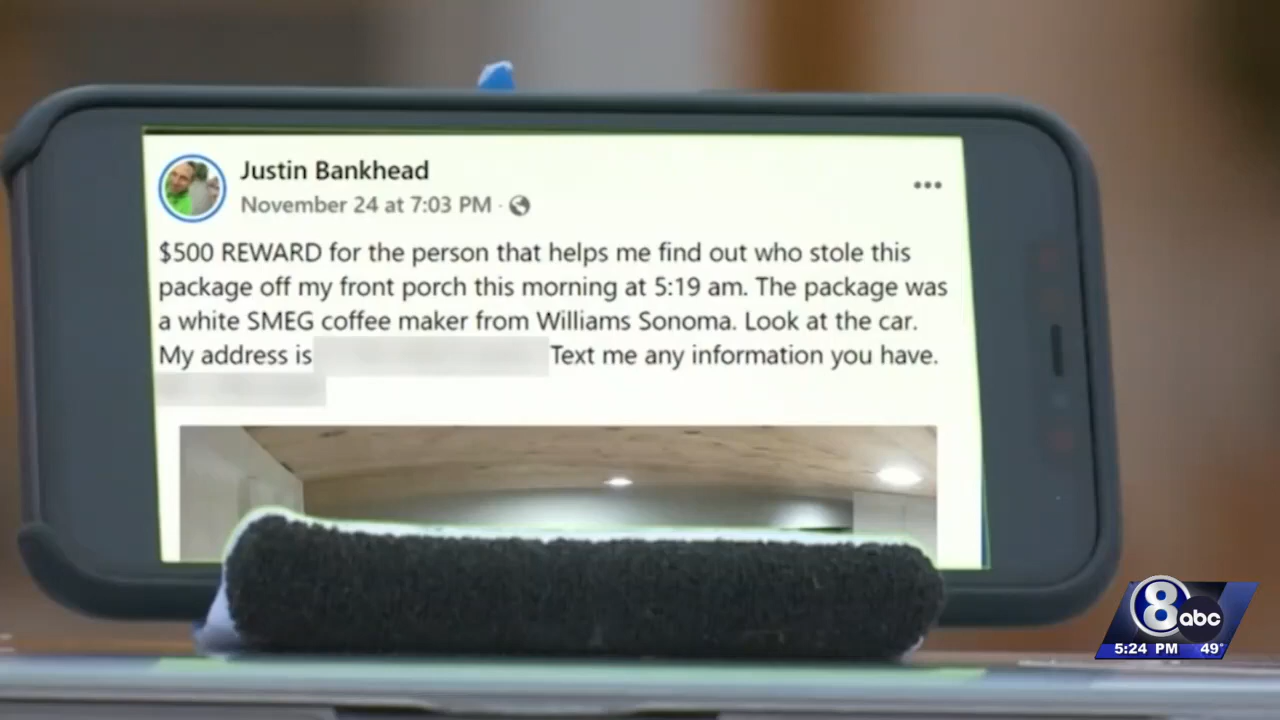 Justin Bankhead
November 24 at 7:03 PM ·
$500 REWARD for the person that helps me find out who stole this
package off my front porch this morning at 5:19 am. The package was
a white SMEG coffee maker from Williams Sonoma. Look at the car.
My address is Text me any information you have.
8 abc
5:24 PM 49°